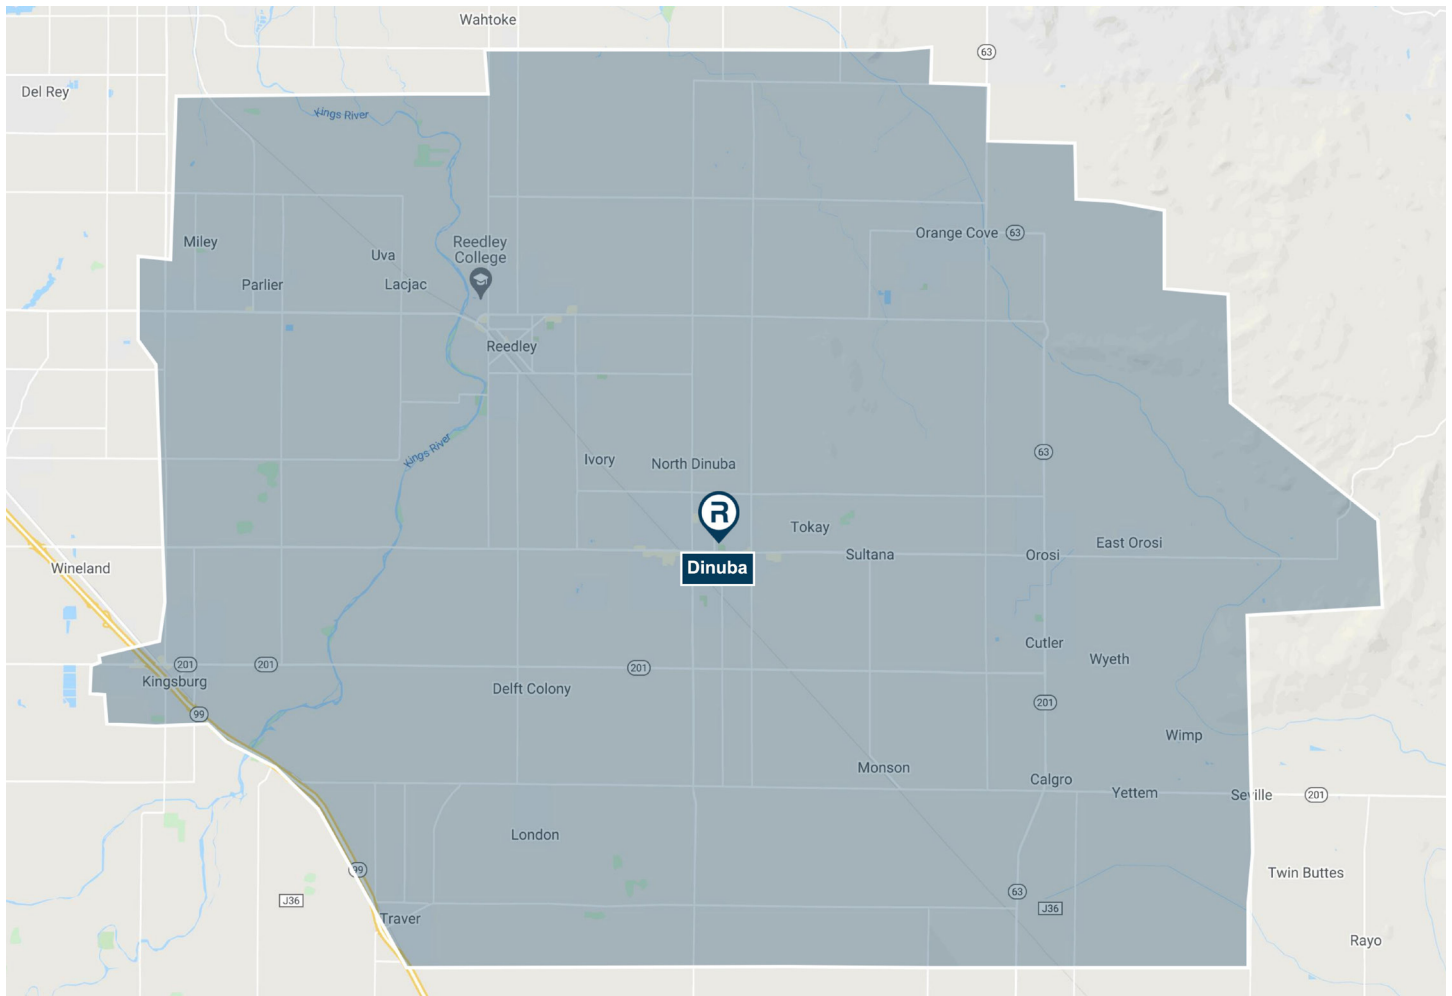 Wahtoke
63
Del Rey
Kings River
Miley
Orange Cove
63
Uva
Reedley
College
Parlier
Lacjac
Reedley
Kings River
Ivory
North Dinuba
63
R
Tokay
Sultana
Orosi
East Orosi
Wineland
Dinuba
201
201
201
Cutler
Wyeth
Kingsburg
Delft Colony
99
201
Wimp
Monson
Calgro
Yettem
Seville
201
London
99
Twin Buttes
J36
63
J36
Traver
Rayo